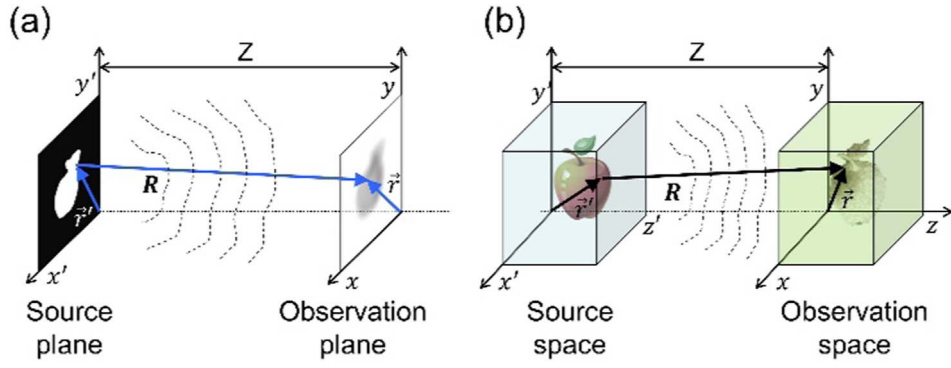 (a)
Z
y'
y
R
r⃗'
r⃗
x'
x
Source
plane
Observation
plane
(b)
Z
y'
y
R
r⃗'
r⃗
z'
z
x'
x
Source
space
Observation
space